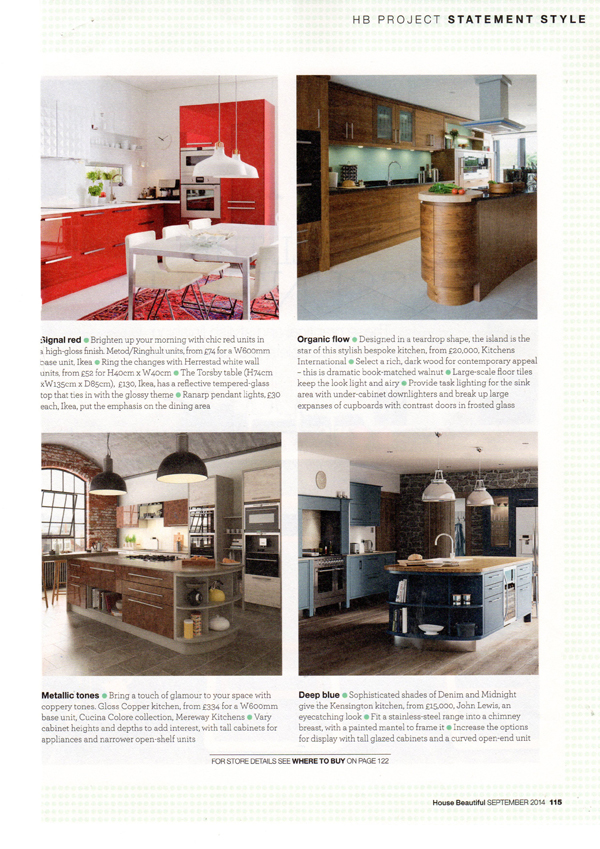 HB PROJECT STATEMENT STYLE
Signal red ● Brighten up your morning with chic red units in
a high-gloss finish. Metod/Ringhult units, from £74 for a W600mm
base unit, Ikea ● Ring the changes with Herrestad white wall
units, from £52 for H40cm x W40cm ● The Torsby table (H74cm
xW135cm x D85cm), £130, Ikea, has a reflective tempered-glass
top that ties in with the glossy theme ● Ranarp pendant lights, £30
each, Ikea, put the emphasis on the dining area
Organic flow ● Designed in a teardrop shape, the island is the
star of this stylish bespoke kitchen, from £20,000, Kitchens
International ● Select a rich, dark wood for contemporary appeal
– this is dramatic book-matched walnut ● Large-scale floor tiles
keep the look light and airy ● Provide task lighting for the sink
area with under-cabinet downlighters and break up large
expanses of cupboards with contrast doors in frosted glass
Metallic tones ● Bring a touch of glamour to your space with
coppery tones. Gloss Copper kitchen, from £334 for a W600mm
base unit, Cucina Colore collection, Mereway Kitchens ● Vary
cabinet heights and depths to add interest, with tall cabinets for
appliances and narrower open-shelf units
Deep blue ● Sophisticated shades of Denim and Midnight
give the Kensington kitchen, from £15,000, John Lewis, an
eyecatching look ● Fit a stainless-steel range into a chimney
breast, with a painted mantel to frame it ● Increase the options
for display with tall glazed cabinets and a curved open-end unit
FOR STORE DETAILS SEE WHERE TO BUY ON PAGE 122
House Beautiful SEPTEMBER 2014 115